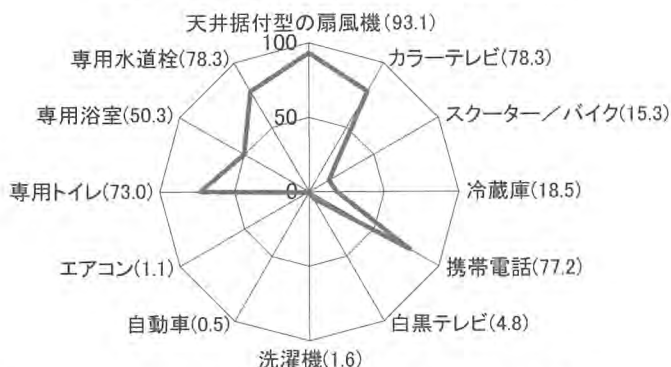 天井据付型の扇風機(93.1)
100
専用水道栓(78.3)
カラーテレビ(78.3)
専用浴室(50.3)
50
スクーター/バイク(15.3)
専用トイレ(73.0)
0
冷蔵庫(18.5)
エアコン(1.1)
携帯電話(77.2)
自動車(0.5)
白黒テレビ(4.8)
洗濯機(1.6)